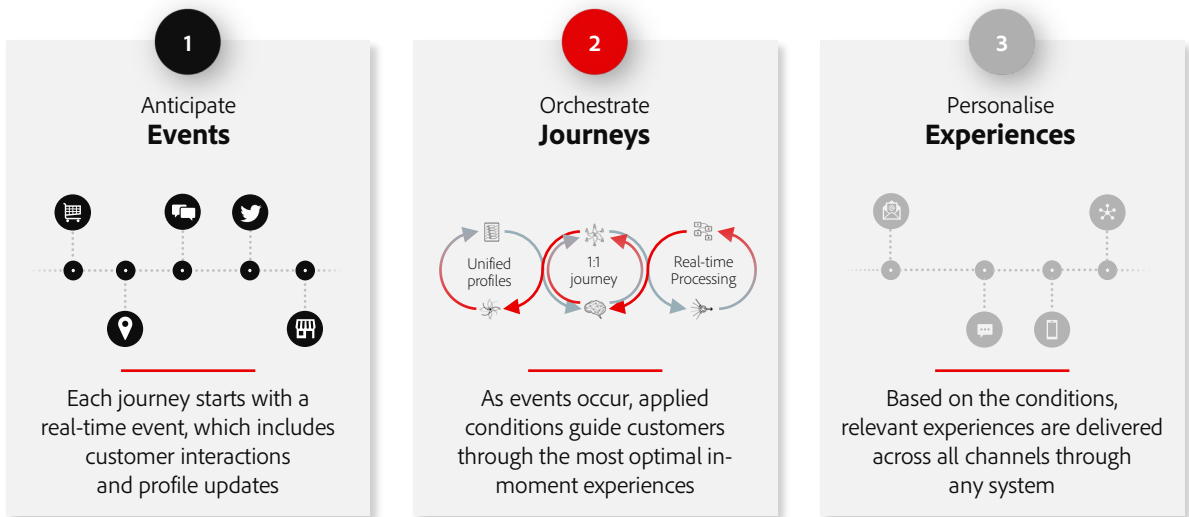 1
Anticipate
Events
Each journey starts with a
real-time event, which includes
customer interactions
and profile updates
2
Orchestrate
Journeys
Unified
profiles
1:1
journey
Real-time
Processing
As events occur, applied
conditions guide customers
through the most optimal in-
moment experiences
3
Personalise
Experiences
Based on the conditions,
relevant experiences are delivered
across all channels through
any system